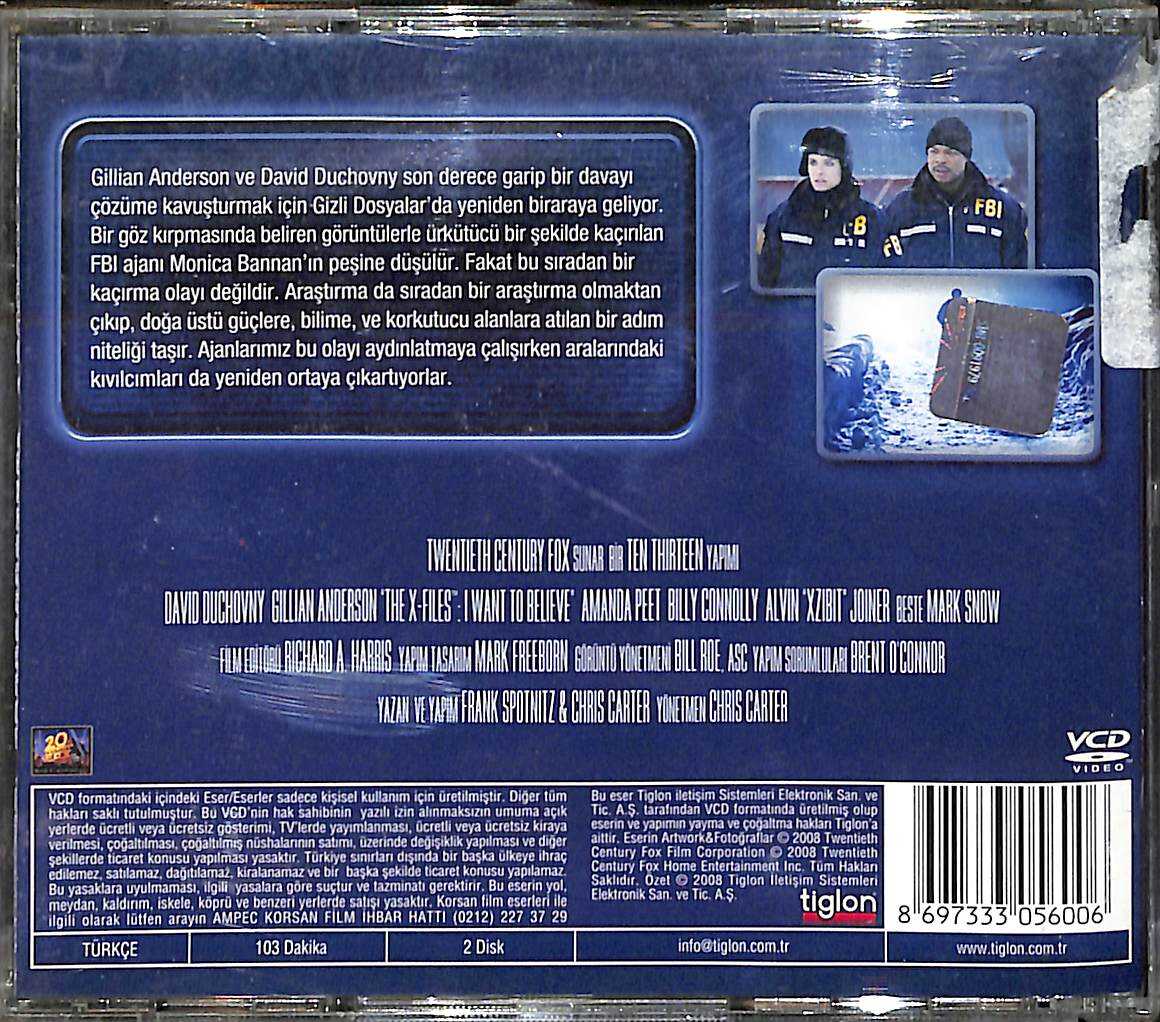 Gillian Anderson ve David Duchovny son derece garip bir davayı
çözüme kavuşturmak için Gizli Dosyalar'da yeniden biraraya geliyor.
Bir göz kırpmasında beliren görüntülerle ürkütücü bir şekilde kaçırılan
FBI ajanı Monica Bannan'ın peşine düşülür. Fakat bu sıradan bir
kaçırma olayı değildir. Araştırma da sıradan bir araştırma olmaktan
çıkıp, doğa üstü güçlere, bilime, ve korkutucu alanlara atılan bir adım
niteliği taşır. Ajanlarımız bu olayı aydınlatmaya çalışırken aralarındaki
kıvılcımları da yeniden ortaya çıkartıyorlar.
FBI
FB
TWENTIETH CENTURY FOX SUNAR BİR TEN THIRTEEN YAPIMI
DAVID DUCHOVNY GILLIAN ANDERSON "THE X-FILES™: I WANT TO BELIEVE" AMANDA PEET BILLY CONNOLLY ALVIN "XZIBIT" JOINER BESTE MARK SNOW
FİLM EDİTÖRÜ RICHARD A. HARRIS YAPIM TASARIM MARK FREEBORN GÖRÜNTÜ YÖNETMENİ BILL ROE, ASC YAPIM SORUMLULARI BRENT O'CONNOR
YAZAN VE YAPIM FRANK SPOTNITZ & CHRIS CARTER YÖNETMEN CHRIS CARTER
20
VCD
VIDEO
VCD formatındaki içindeki Eser/Eserler sadece kişisel kullanım için üretilmiştir. Diğer tüm
hakları saklı tutulmuştur. Bu VCD'nin hak sahibinin yazılı izin alınmaksızın umuma açık
yerlerde ücretli veya ücretsiz gösterimi, TV'lerde yayımlanması, ücretli veya ücretsiz kiraya
verilmesi, çoğaltılması, çoğaltılmış nüshalarının satımı, üzerinde değişiklik yapılması ve diğer
şekillerde ticaret konusu yapılması yasaktır. Türkiye sınırları dışında bir başka ülkeye ihraç
edilemez, satılamaz, dağıtılamaz, kiralanamaz ve bir başka şekilde ticaret konusu yapılamaz.
Bu yasaklara uyulmaması, ilgili yasalara göre suçtur ve tazminatı gerektirir. Bu eserin yol,
meydan, kaldırım, iskele, köprü ve benzeri yerlerde satışı yasaktır. Korsan film eserleri ile
ilgili olarak lütfen arayın AMPEC KORSAN FİLM İHBAR HATTI (0212) 227 37 29
Bu eser Tiglon iletişim Sistemleri Elektronik San. ve
Tic. A.Ş. tarafından VCD formatında üretilmiş olup
eserin ve yapımın yayma ve çoğaltma hakları Tiglon'a
aittir. Eserin Artwork&Fotoğraflar © 2008 Twentieth
Century Fox Film Corporation © 2008 Twentieth
Century Fox Home Entertainment Inc. Tüm Hakları
Saklıdır. Özet © 2008 Tiglon İletişim Sistemleri
Elektronik San. ve Tic. A.Ş.
tiglon
8 697333 056006
TÜRKÇE
103 Dakika
2 Disk
info@tiglon.com.tr
www.tiglon.com.tr